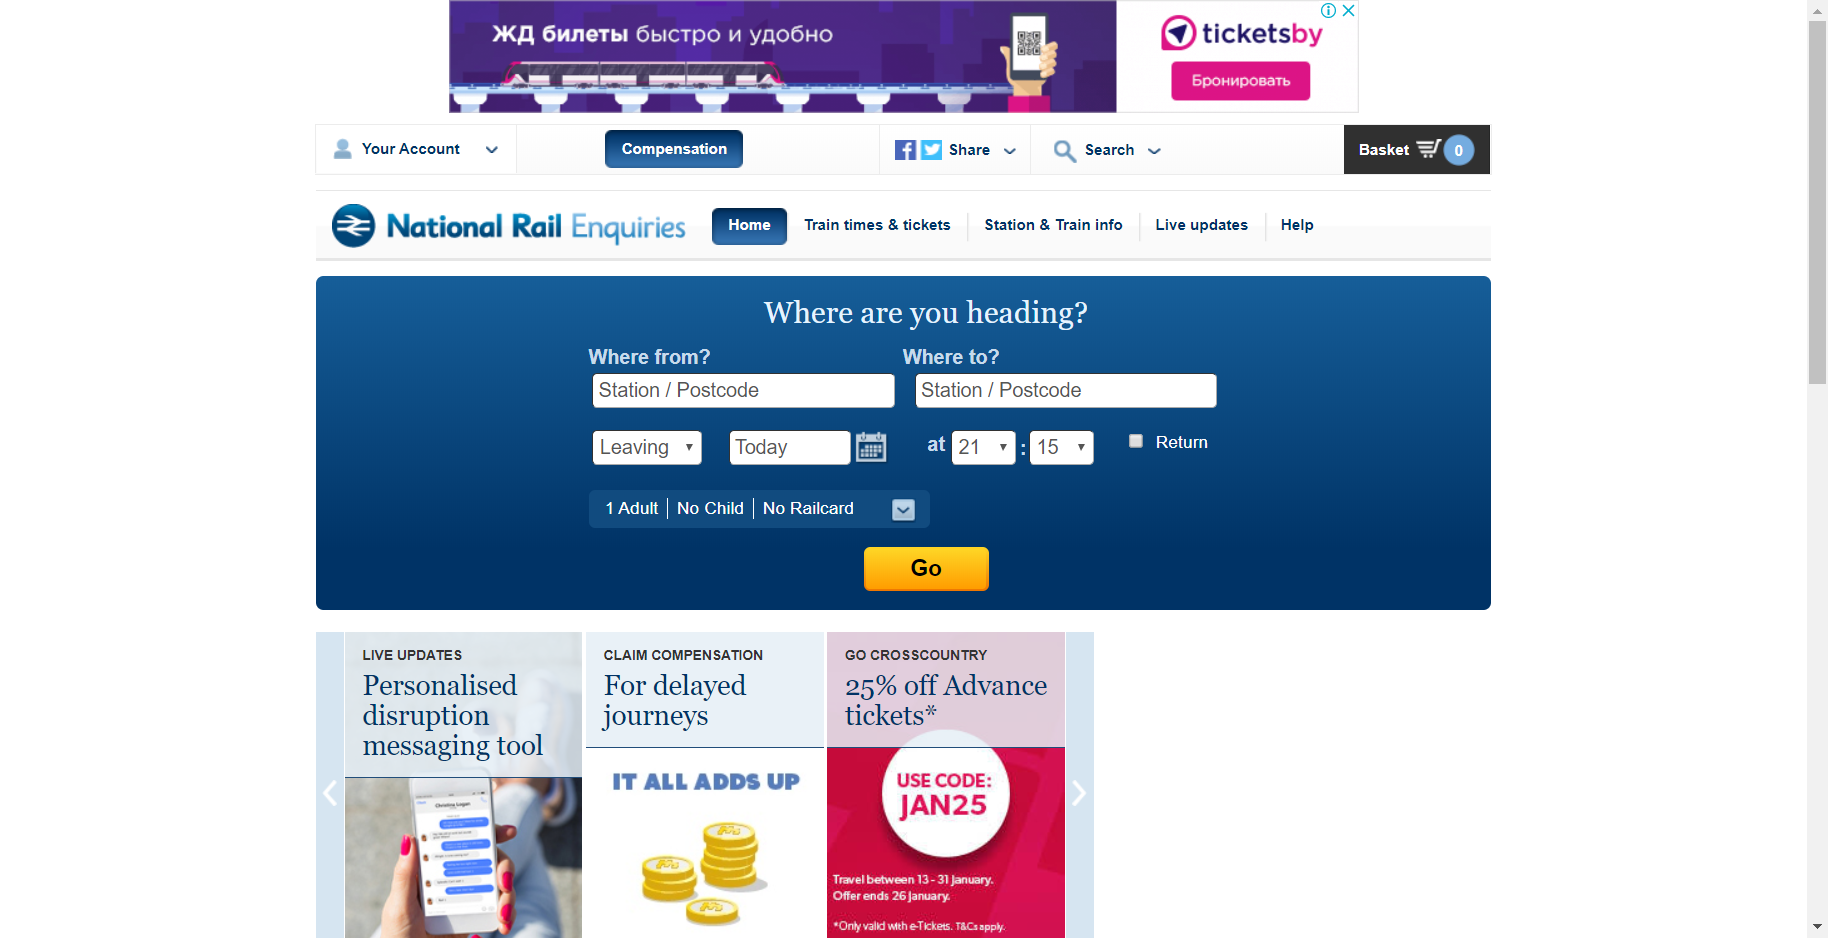 ЖД билеты быстро и удобно
ticketsby
Бронировать
Your Account
Compensation
Share
Search
Basket
0
National Rail Enquiries
Home
Train times & tickets
Station & Train info
Live updates
Help
Where are you heading?
Where from?
Where to?
Station / Postcode
Station / Postcode
Leaving
Today
at
21
:
15
Return
1 Adult
No Child
No Railcard
Go
LIVE UPDATES
Personalised
disruption
messaging tool
CLAIM COMPENSATION
For delayed
journeys
IT ALL ADDS UP
GO CROSSCOUNTRY
25% off Advance
tickets*
USE CODE:
JAN25
Travel between 13 - 31 January.
Offer ends 26 January.
*Only valid with e-Tickets. T&Cs apply.